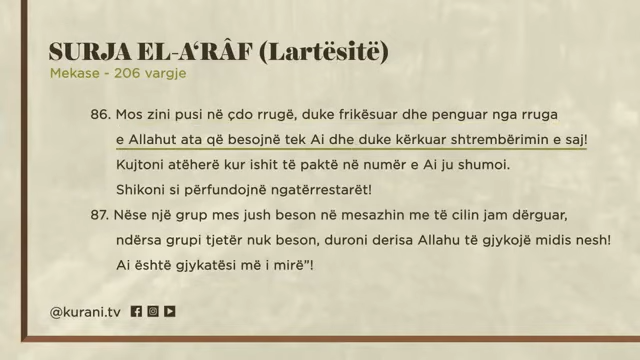 SURJA EL-A‘RÂF (Lartësitë)
Mekase - 206 vargje
86. Mos zini pusi në çdo rrugë, duke frikësuar dhe penguar nga rruga
e Allahut ata që besojnë tek Ai dhe duke kërkuar shtrembërimin e saj!
Kujtoni atëherë kur ishit të paktë në numër e Ai ju shumoi.
Shikoni si përfundojnë ngatërrestarët!
87. Nëse një grup mes jush beson në mesazhin me të cilin jam dërguar,
ndërsa grupi tjetër nuk beson, duroni derisa Allahu të gjykojë midis nesh!
Ai është gjykatësi më i mirë”!
@kurani.tv